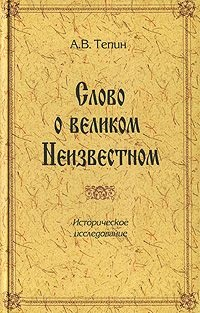 А.В. Тепин
Слово
о великом
Неизвестном
Историческое
исследование